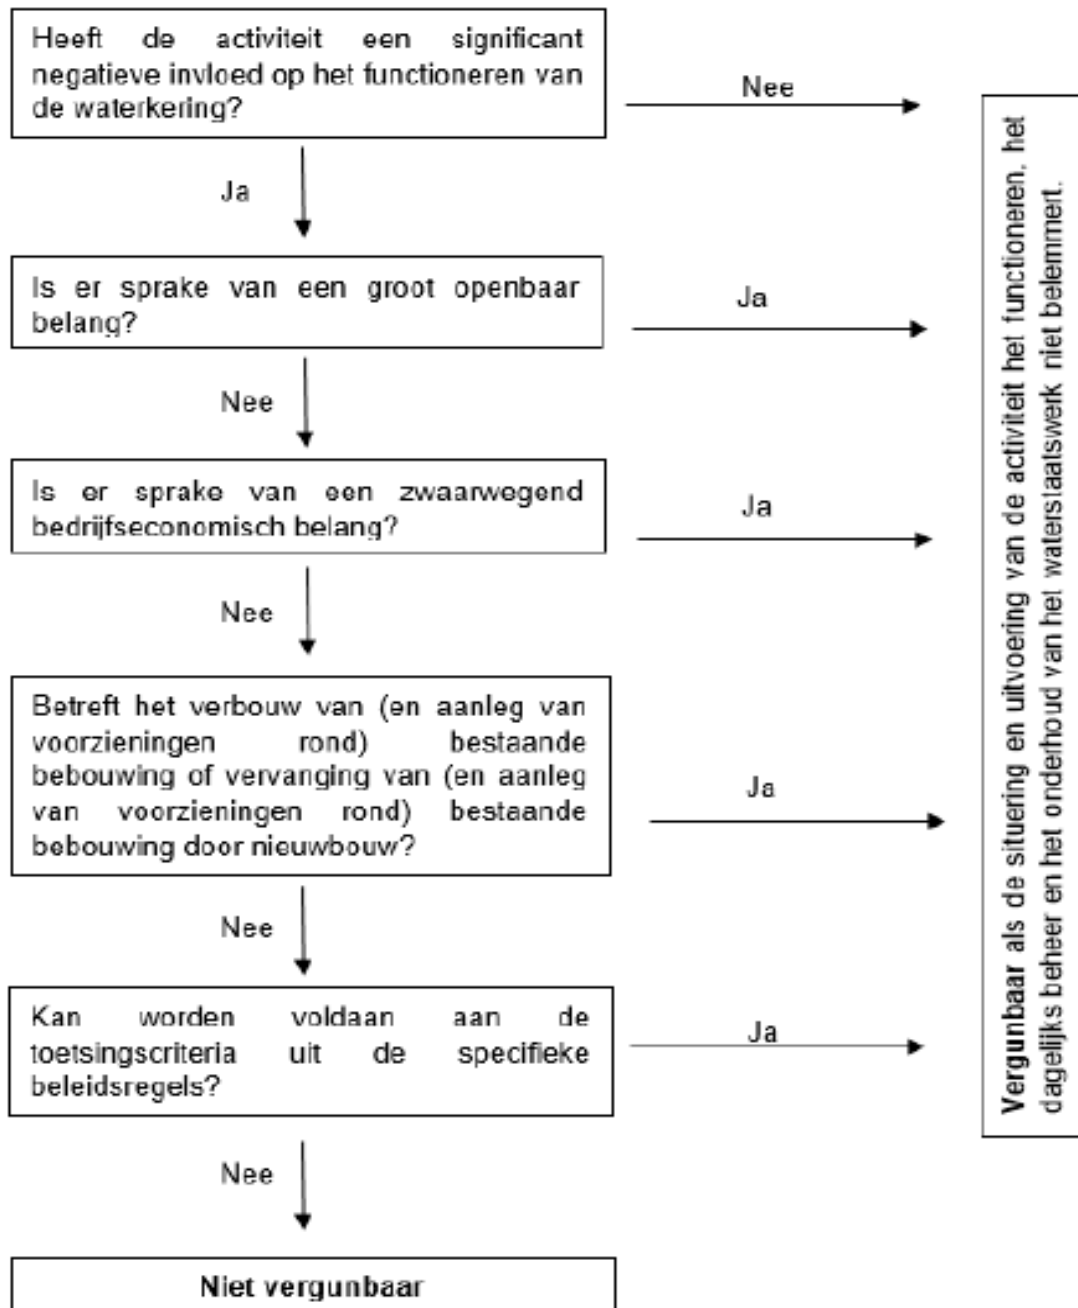 Heeft de activiteit een significant
negatieve invloed op het functioneren van
de waterkering?
Nee
Ja
Is er sprake van een groot openbaar
belang?
Ja
Nee
Is er sprake van een zwaarwegend
bedrijfseconomisch belang?
Ja
Nee
Betreft het verbouw van (en aanleg van
voorzieningen rond) bestaande
bebouwing of vervanging van (en aanleg
van voorzieningen rond) bestaande
bebouwing door nieuwbouw?
Ja
Nee
Kan worden voldaan aan de
toetsingscriteria uit de specifieke
beleidsregels?
Ja
Nee
Niet vergunbaar
Vergunbaar als de situering en uitvoering van de activiteit het functioneren, het
dagelijks beheer en het onderhoud van het waterstaatswerk niet belemmert.